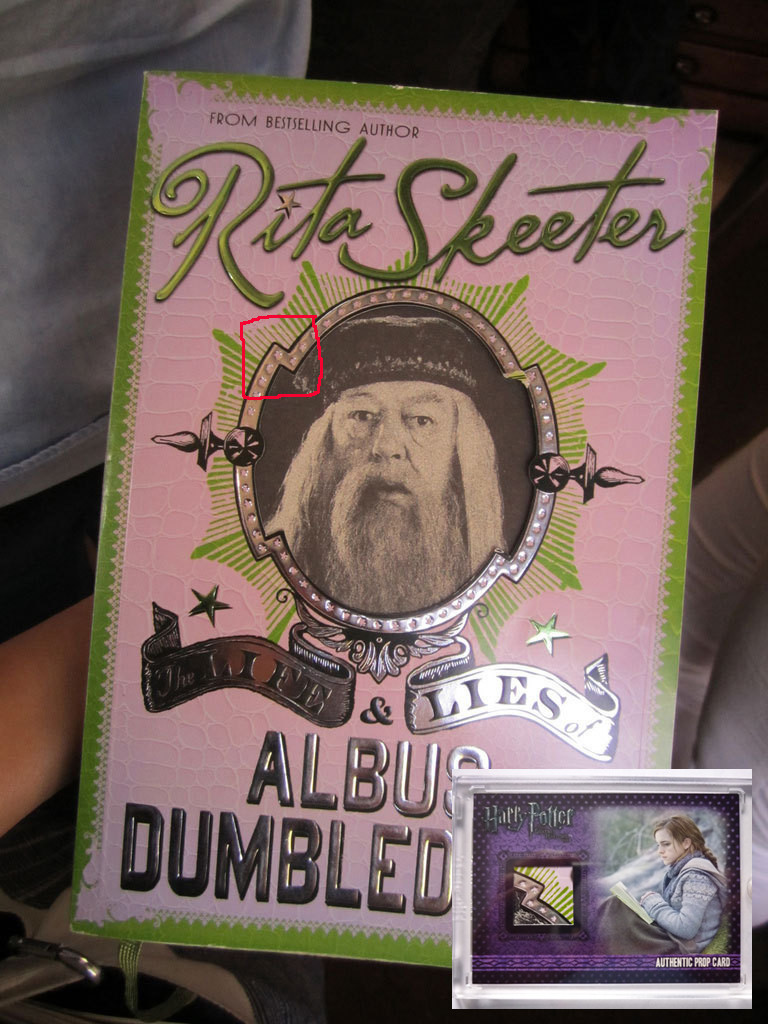 FROM BESTSELLING AUTHOR
Rita Skeeter
The LIFE
& LIES of
ALBUS
DUMBLED
Harry Potter
AUTHENTIC PROP CARD